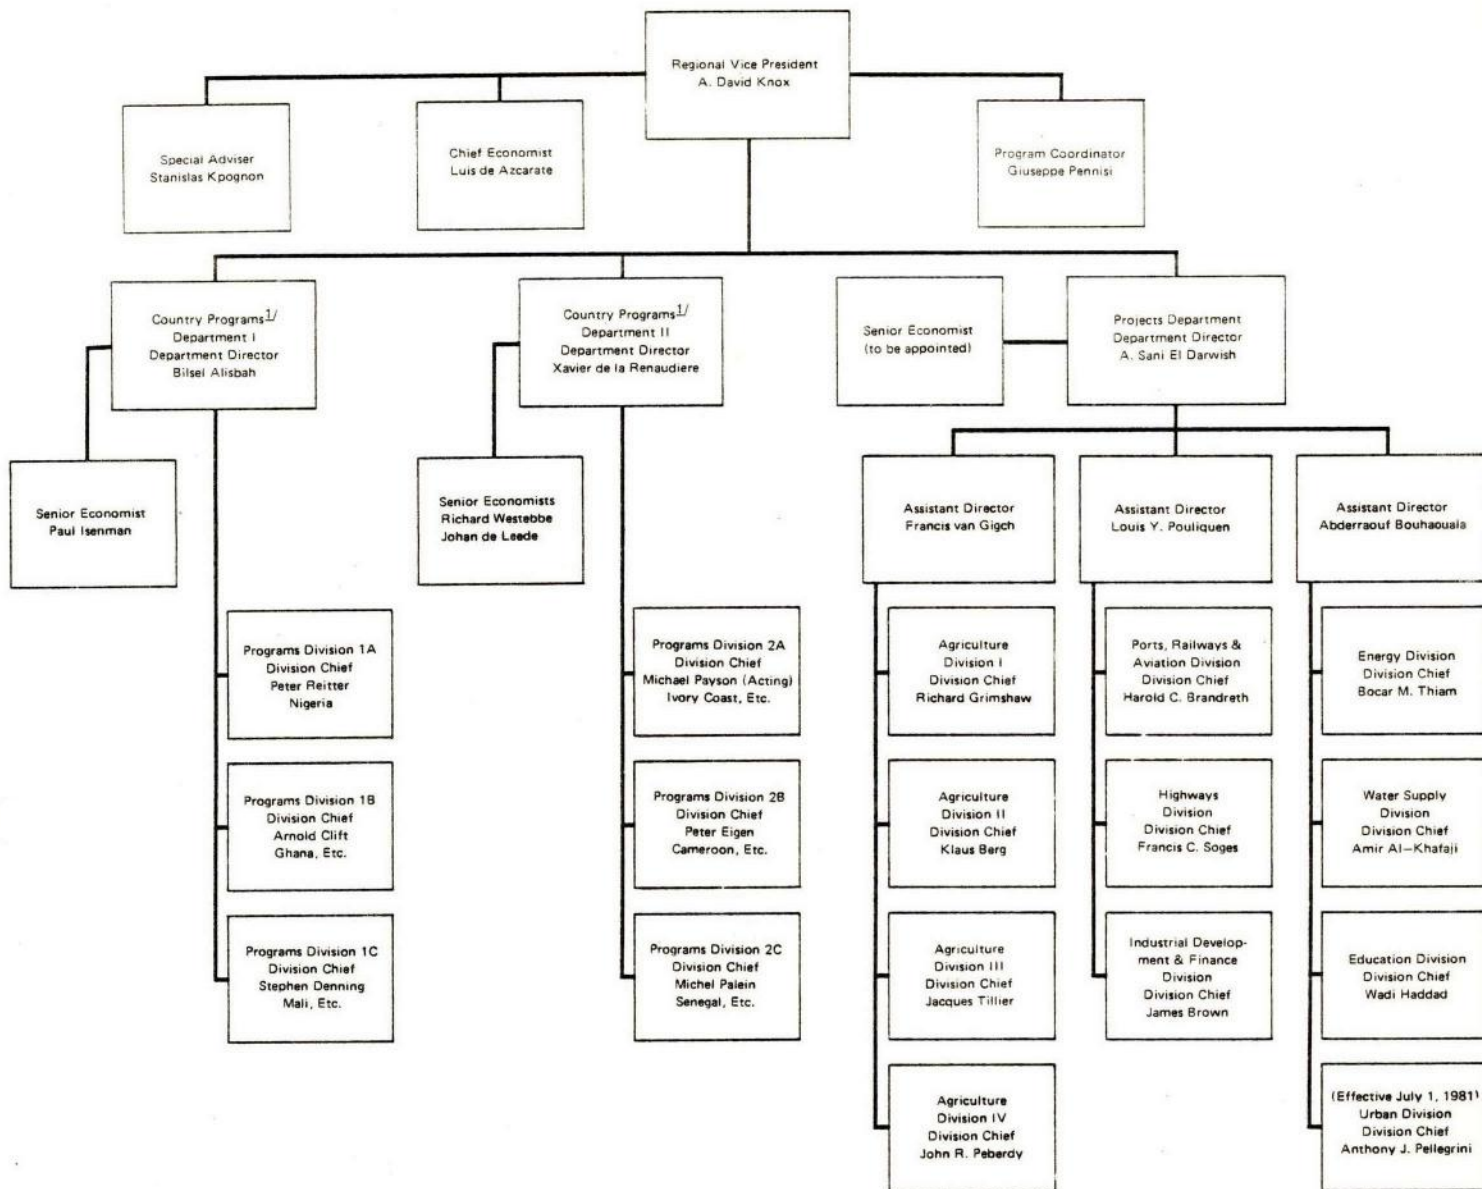 Regional Vice President
A. David Knox
Special Adviser
Stanislas Kpognon
Chief Economist
Luis de Azcarate
Program Coordinator
Giuseppe Pennisi
Country Programs 1/
Department I
Department Director
Bilsel Alisbah
Country Programs 1/
Department II
Department Director
Xavier de la Renaudiere
Senior Economist
(to be appointed)
Projects Department
Department Director
A. Sani El Darwish
Senior Economist
Paul Isenman
Senior Economists
Richard Westebbe
Johan de Leede
Assistant Director
Francis van Gigch
Assistant Director
Louis Y. Pouliquen
Assistant Director
Abderraouf Bouhaouala
Programs Division 1A
Division Chief
Peter Reitter
Nigeria
Programs Division 2A
Division Chief
Michael Payson (Acting)
Ivory Coast, Etc.
Agriculture
Division I
Division Chief
Richard Grimshaw
Ports, Railways &
Aviation Division
Division Chief
Harold C. Brandreth
Energy Division
Division Chief
Bocar M. Thiam
Programs Division 1B
Division Chief
Arnold Clift
Ghana, Etc.
Programs Division 2B
Division Chief
Peter Eigen
Cameroon, Etc.
Agriculture
Division II
Division Chief
Klaus Berg
Highways
Division
Division Chief
Francis C. Soges
Water Supply
Division
Division Chief
Amir Al-Khafaji
Programs Division 1C
Division Chief
Stephen Denning
Mali, Etc.
Programs Division 2C
Division Chief
Michel Palein
Senegal, Etc.
Agriculture
Division III
Division Chief
Jacques Tillier
Industrial Develop-
ment & Finance
Division
Division Chief
James Brown
Education Division
Division Chief
Wadi Haddad
Agriculture
Division IV
Division Chief
John R. Peberdy
(Effective July 1, 1981)
Urban Division
Division Chief
Anthony J. Pellegrini